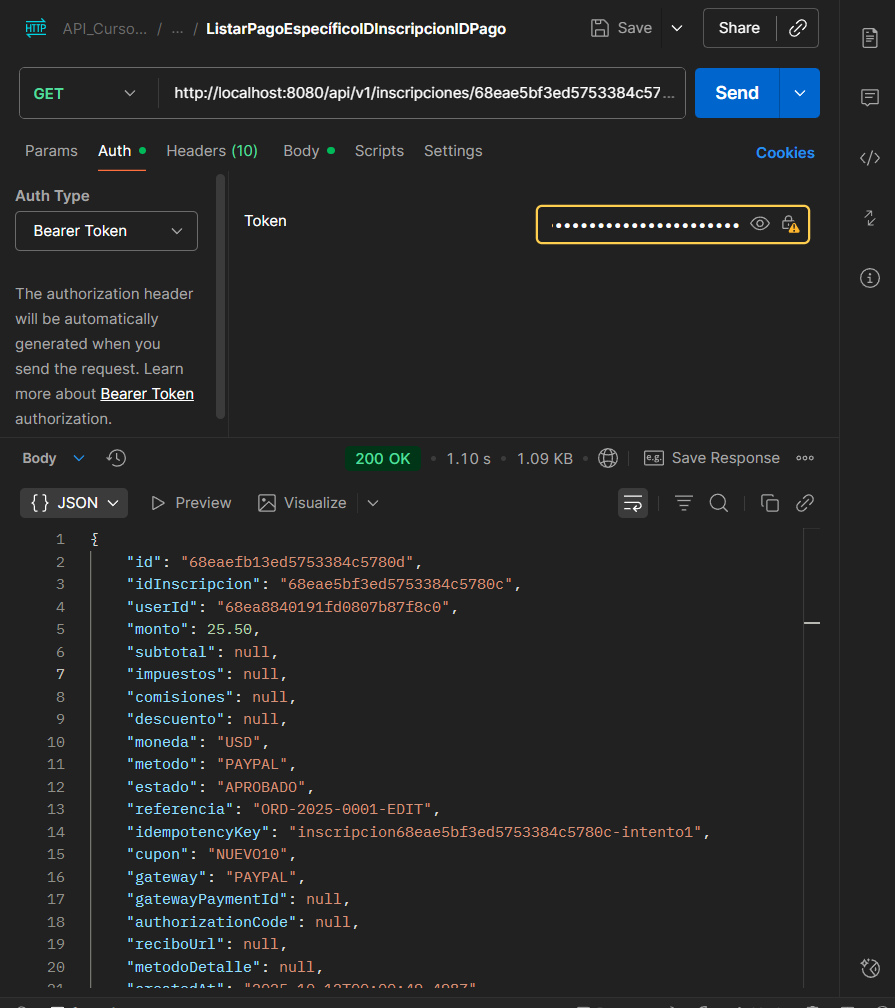 HTTP API_Curso... / ... / ListarPagoEspecíficoIDInscripcionIDPago Save Share
GET http://localhost:8080/api/v1/inscripciones/68eae5bf3ed5753384c57... Send
Params Auth Headers (10) Body Scripts Settings Cookies
Auth Type
Bearer Token
Token
The authorization header
will be automatically
generated when you
send the request. Learn
more about Bearer Token
authorization.
Body 200 OK 1.10 s 1.09 KB e.g. Save Response
{} JSON Preview Visualize
1 {
2 "id": "68eaefb13ed5753384c5780d",
3 "idInscripcion": "68eae5bf3ed5753384c5780c",
4 "userId": "68ea8840191fd0807b87f8c0",
5 "monto": 25.50,
6 "subtotal": null,
7 "impuestos": null,
8 "comisiones": null,
9 "descuento": null,
10 "moneda": "USD",
11 "metodo": "PAYPAL",
12 "estado": "APROBADO",
13 "referencia": "ORD-2025-0001-EDIT",
14 "idempotencyKey": "inscripcion68eae5bf3ed5753384c5780c-intento1",
15 "cupon": "NUEVO10",
16 "gateway": "PAYPAL",
17 "gatewayPaymentId": null,
18 "authorizationCode": null,
19 "reciboUrl": null,
20 "metodoDetalle": null,
21 "createdAt":